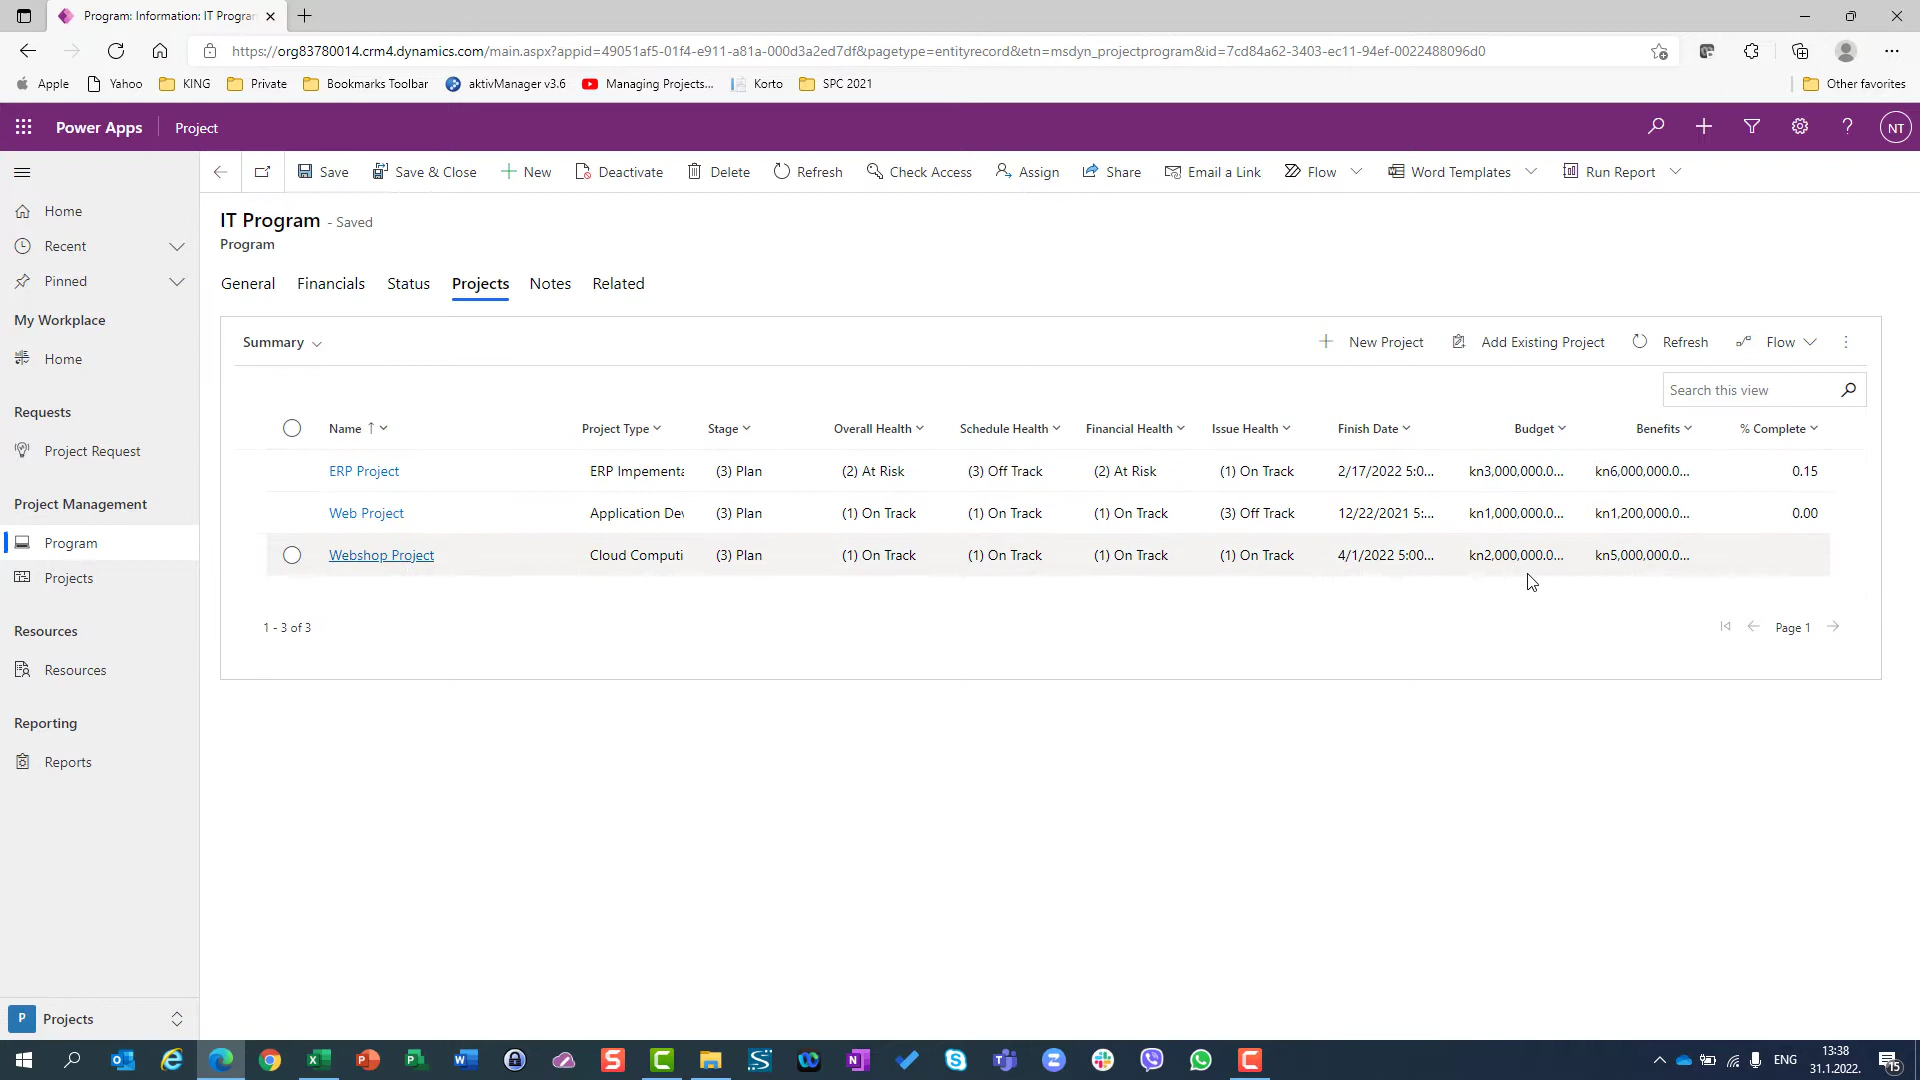 Program: Information: IT Progra
https://org83780014.crm4.dynamics.com/main.aspx?appid=49051af5-01f4-e911-a81a-000d3a2ed7df&pagetype=entityrecord&etn=msdyn_projectprogram&id=7cd84a62-3403-ec11-94ef-0022488096d0
Apple Yahoo KING Private Bookmarks Toolbar aktivManager v3.6 Managing Projects... Korto SPC 2021 Other favorites
Power Apps Project NT
Save Save & Close New Deactivate Delete Refresh Check Access Assign Share Email a Link Flow Word Templates Run Report
Home
Recent
Pinned
My Workplace
Home
Requests
Project Request
Project Management
Program
Projects
Resources
Resources
Reporting
Reports
P Projects
IT Program - Saved
Program
General Financials Status Projects Notes Related
Summary New Project Add Existing Project Refresh Flow
Search this view
Name Project Type Stage Overall Health Schedule Health Financial Health Issue Health Finish Date Budget Benefits % Complete
ERP Project ERP Impementa (3) Plan (2) At Risk (3) Off Track (2) At Risk (1) On Track 2/17/2022 5:0... kn3,000,000.0... kn6,000,000.0... 0.15
Web Project Application Dev (3) Plan (1) On Track (1) On Track (1) On Track (3) Off Track 12/22/2021 5:... kn1,000,000.0... kn1,200,000.0... 0.00
Webshop Project Cloud Computi (3) Plan (1) On Track (1) On Track (1) On Track (1) On Track 4/1/2022 5:00... kn2,000,000.0... kn5,000,000.0...
1 - 3 of 3 Page 1
ENG 13:38
31.1.2022. 15